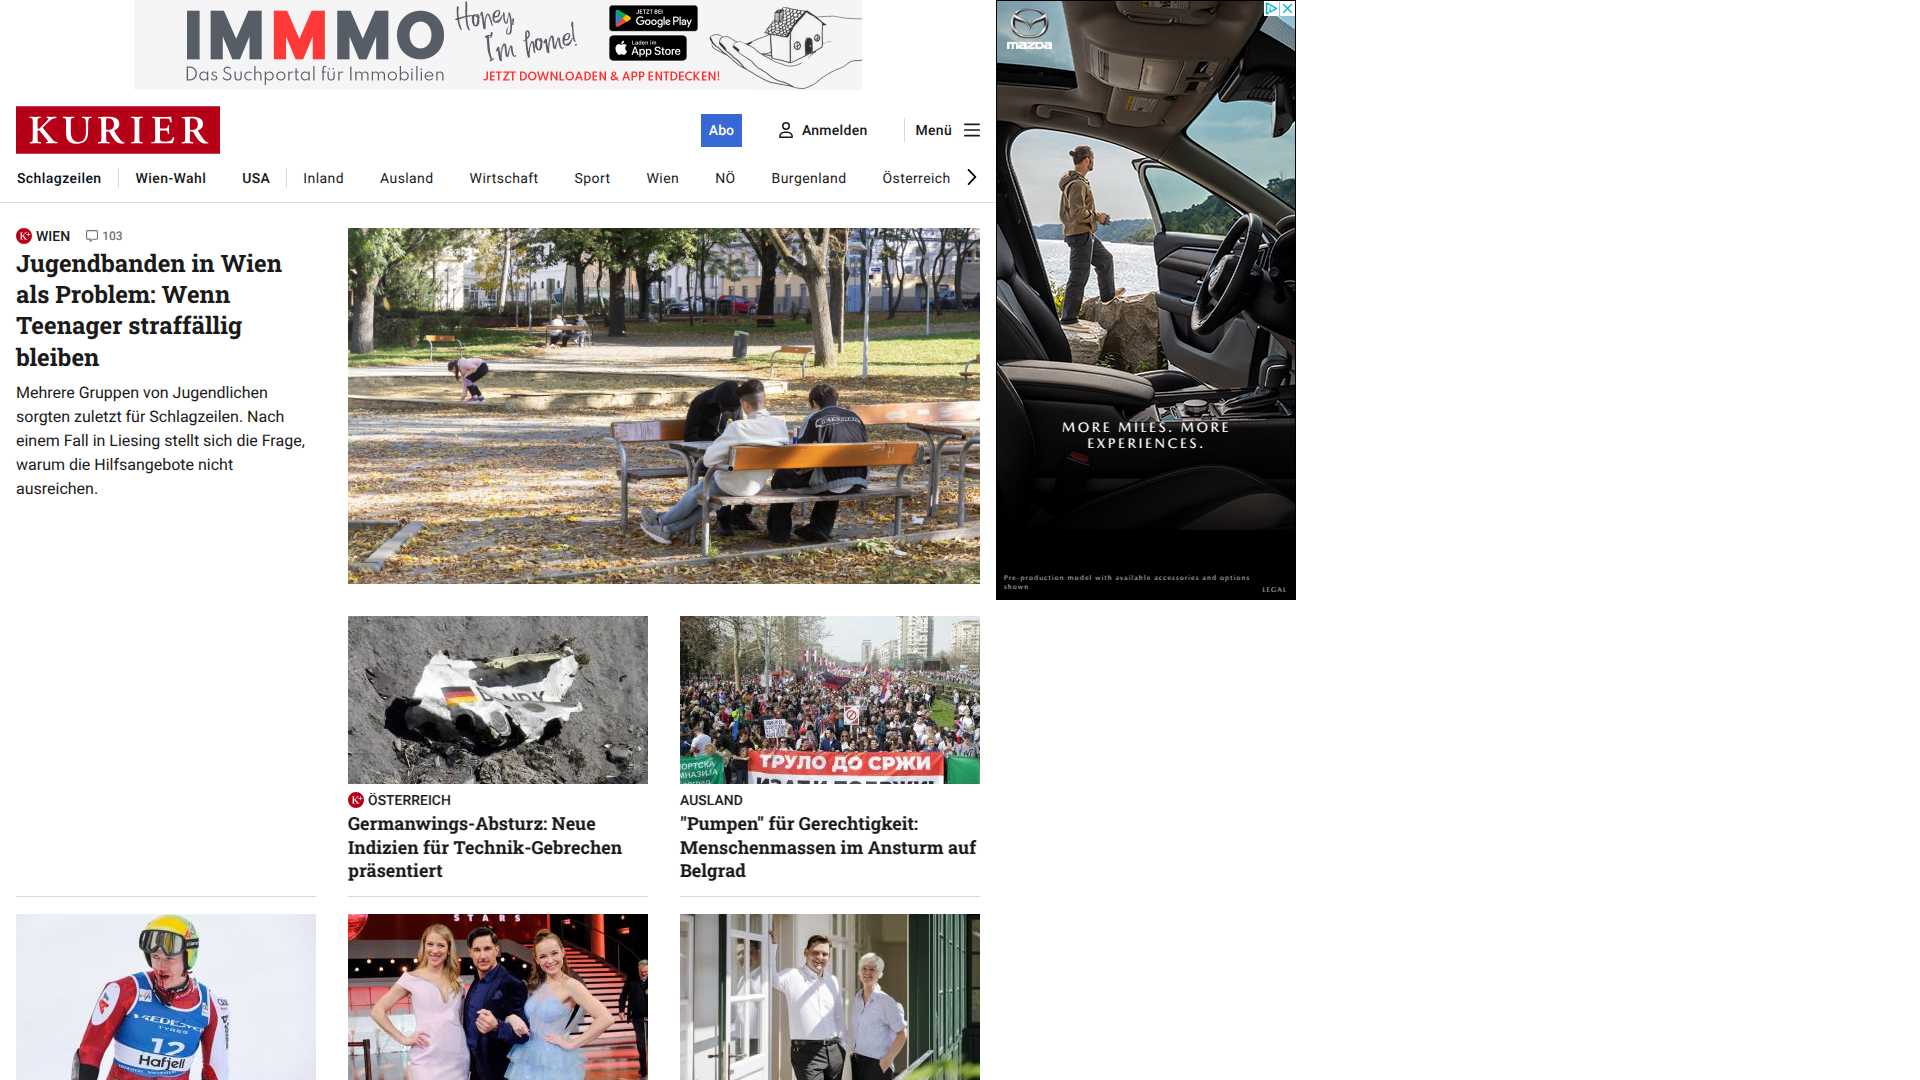 IMMMO
Das Suchportal für Immobilien
Honey,
I'm home!
JETZT BEI
Google Play
Laden im
App Store
JETZT DOWNLOADEN & APP ENTDECKEN!
mazda
KURIER
Abo
Anmelden
Menü
Schlagzeilen
Wien-Wahl
USA
Inland
Ausland
Wirtschaft
Sport
Wien
NÖ
Burgenland
Österreich
K+ WIEN 103
Jugendbanden in Wien
als Problem: Wenn
Teenager straffällig
bleiben
Mehrere Gruppen von Jugendlichen
sorgten zuletzt für Schlagzeilen. Nach
einem Fall in Liesing stellt sich die Frage,
warum die Hilfsangebote nicht
ausreichen.
MORE MILES. MORE
EXPERIENCES.
Pre-production model with available accessories and options
shown.
LEGAL
ТРУЛО ДО СРЖИ
K+ ÖSTERREICH
Germanwings-Absturz: Neue
Indizien für Technik-Gebrechen
präsentiert
AUSLAND
"Pumpen" für Gerechtigkeit:
Menschenmassen im Ansturm auf
Belgrad
STARS
12
Hafjell